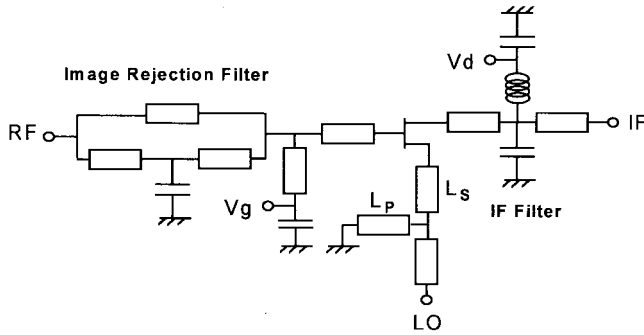 Vd
Image Rejection Filter
RF
IF
Vg
Lp
Ls
IF Filter
LO